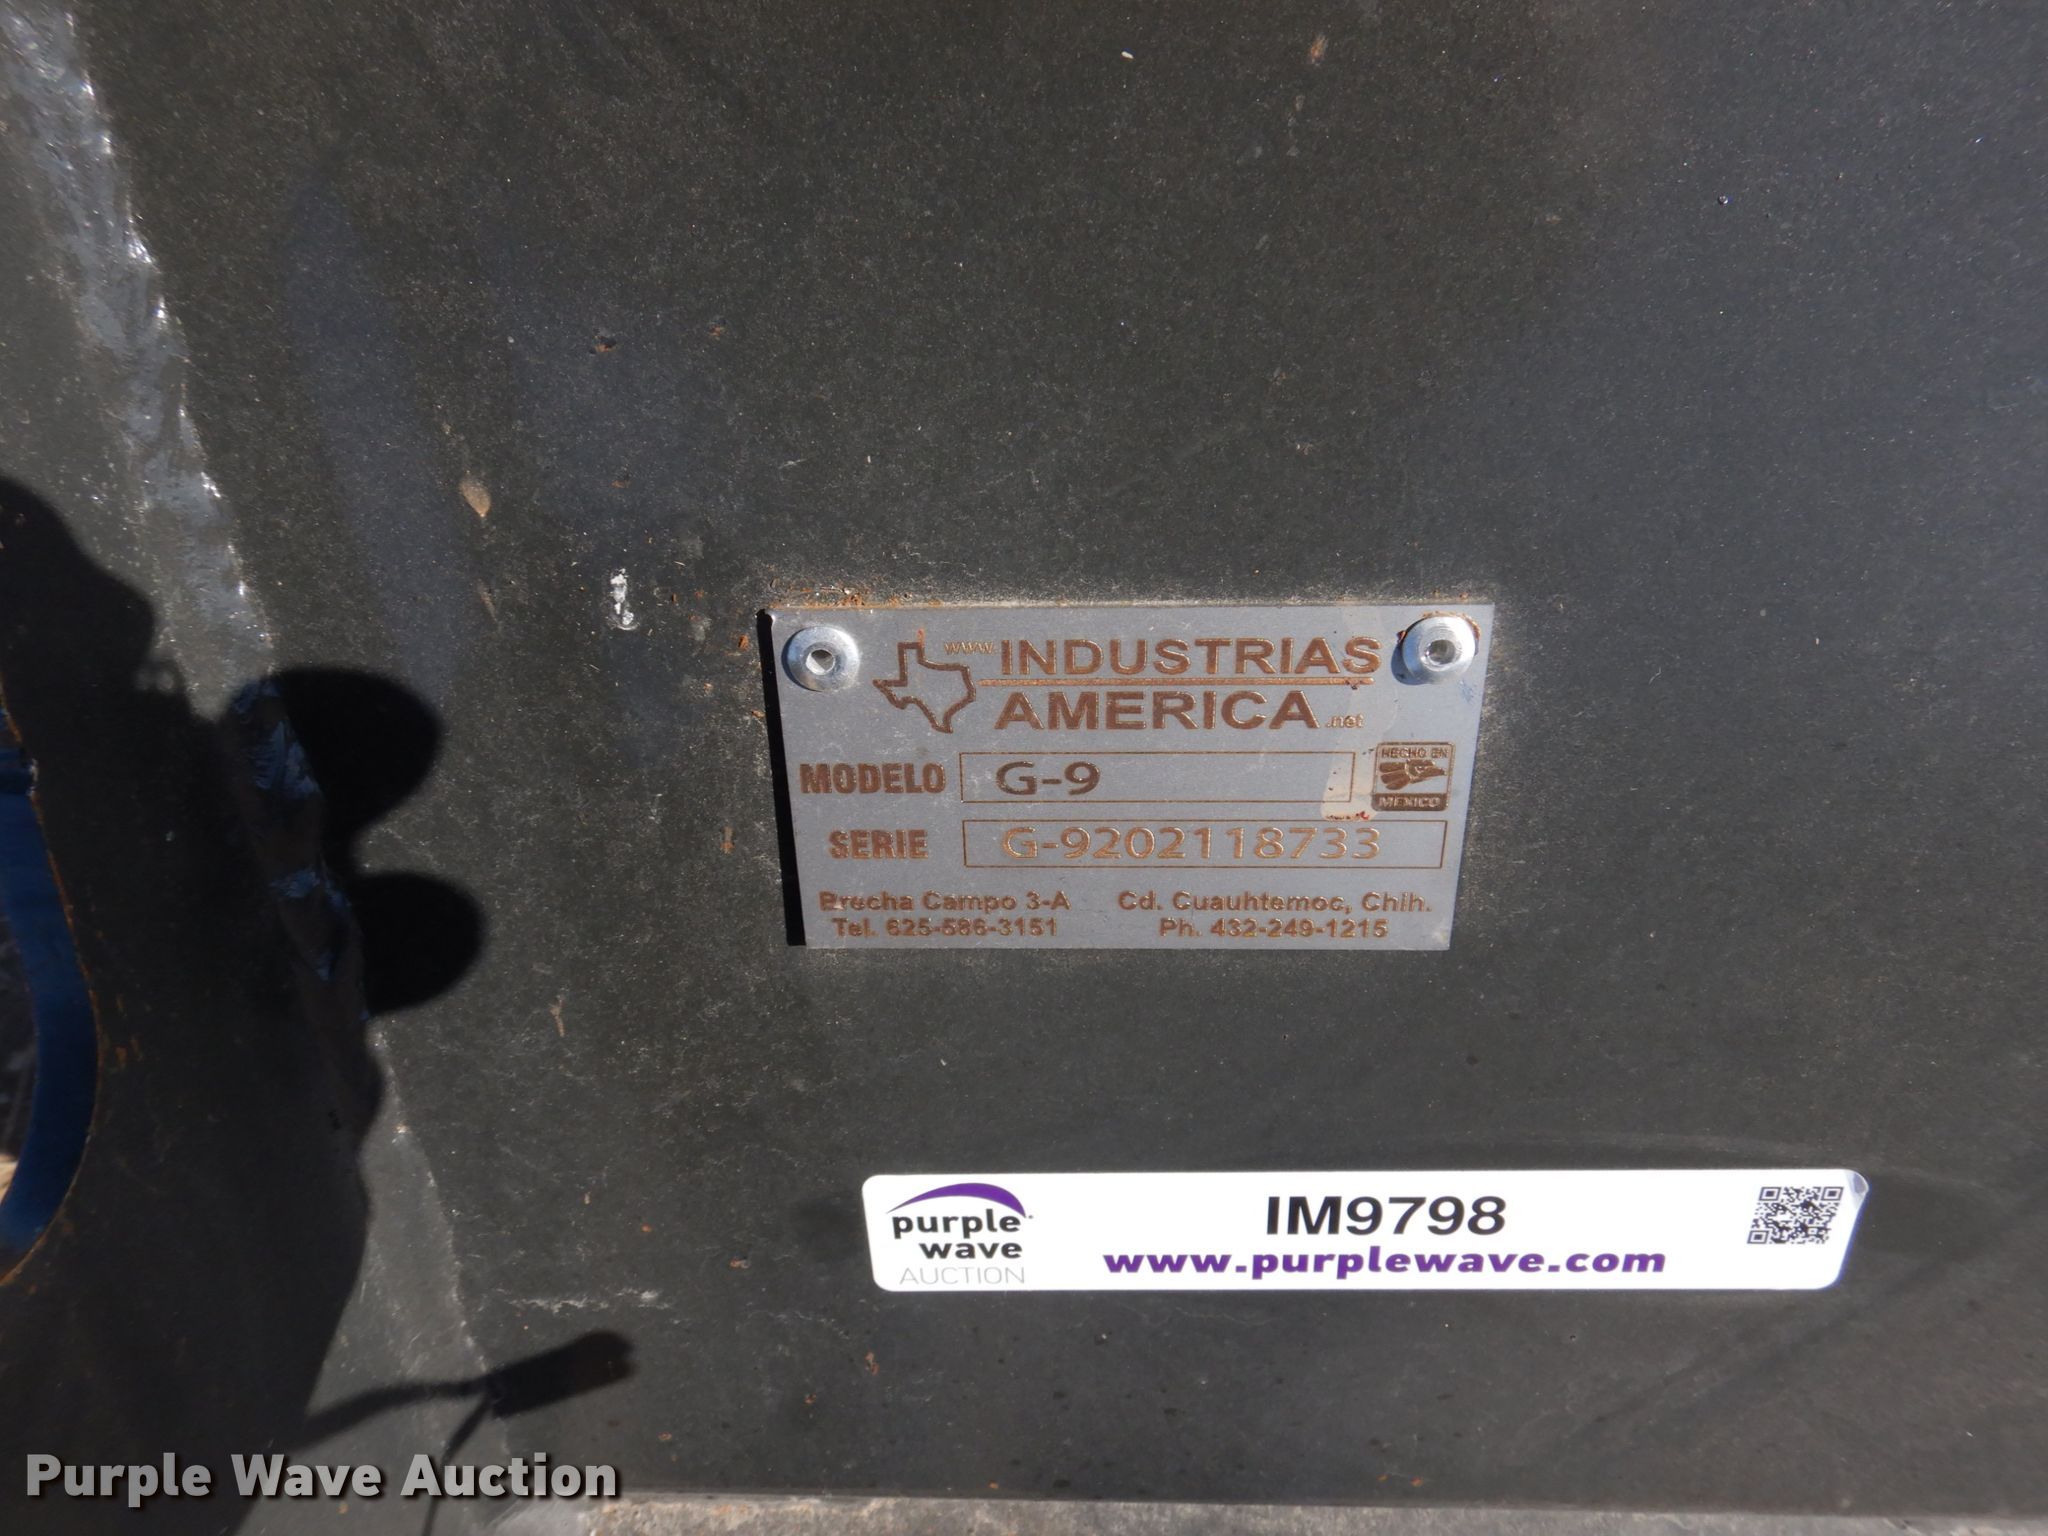 www. INDUSTRIAS
AMERICA .net
MODELO G-9
HECHO EN
MEXICO
SERIE G-9202118733
Brecha Campo 3-A Cd. Cuauhtemoc, Chih.
Tel. 625-586-3151 Ph. 432-249-1215
purple
wave
AUCTION
IM9798
www.purplewave.com
Purple Wave Auction